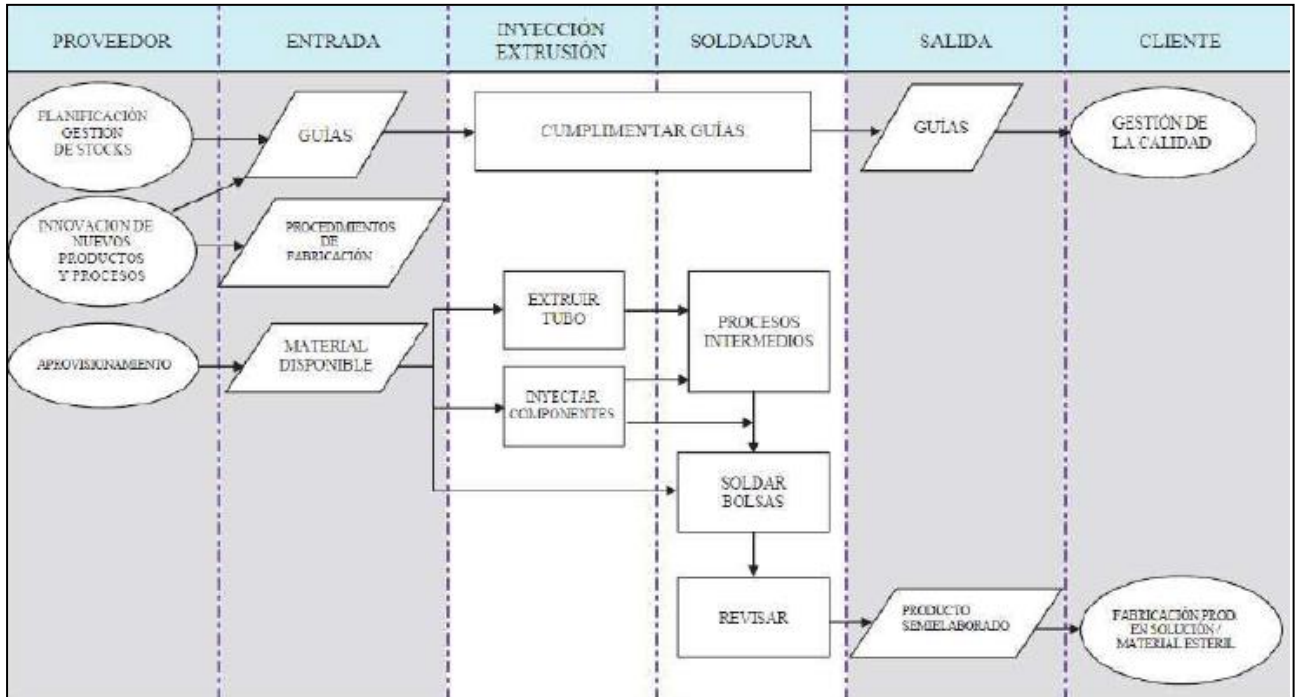 PROVEEDOR
ENTRADA
INYECCIÓN
EXTRUSIÓN
SOLDADURA
SALIDA
CLIENTE
PLANIFICACIÓN
GESTIÓN
DE STOCKS
GUÍAS
CUMPLIMENTAR GUÍAS
GUÍAS
GESTIÓN DE
LA CALIDAD
INNOVACION DE
NUEVOS
PRODUCTOS
Y PROCESOS
PROCEDIMIENTOS
DE
FABRICACIÓN
EXTRUIR
TUBO
PROCESOS
INTERMEDIOS
APROVISIONAMIENTO
MATERIAL
DISPONIBLE
INYECTAR
COMPONENTES
SOLDAR
BOLSAS
REVISAR
PRODUCTO
SEMIELABORADO
FABRICACIÓN PROD.
EN SOLUCIÓN /
MATERIAL ESTERIL